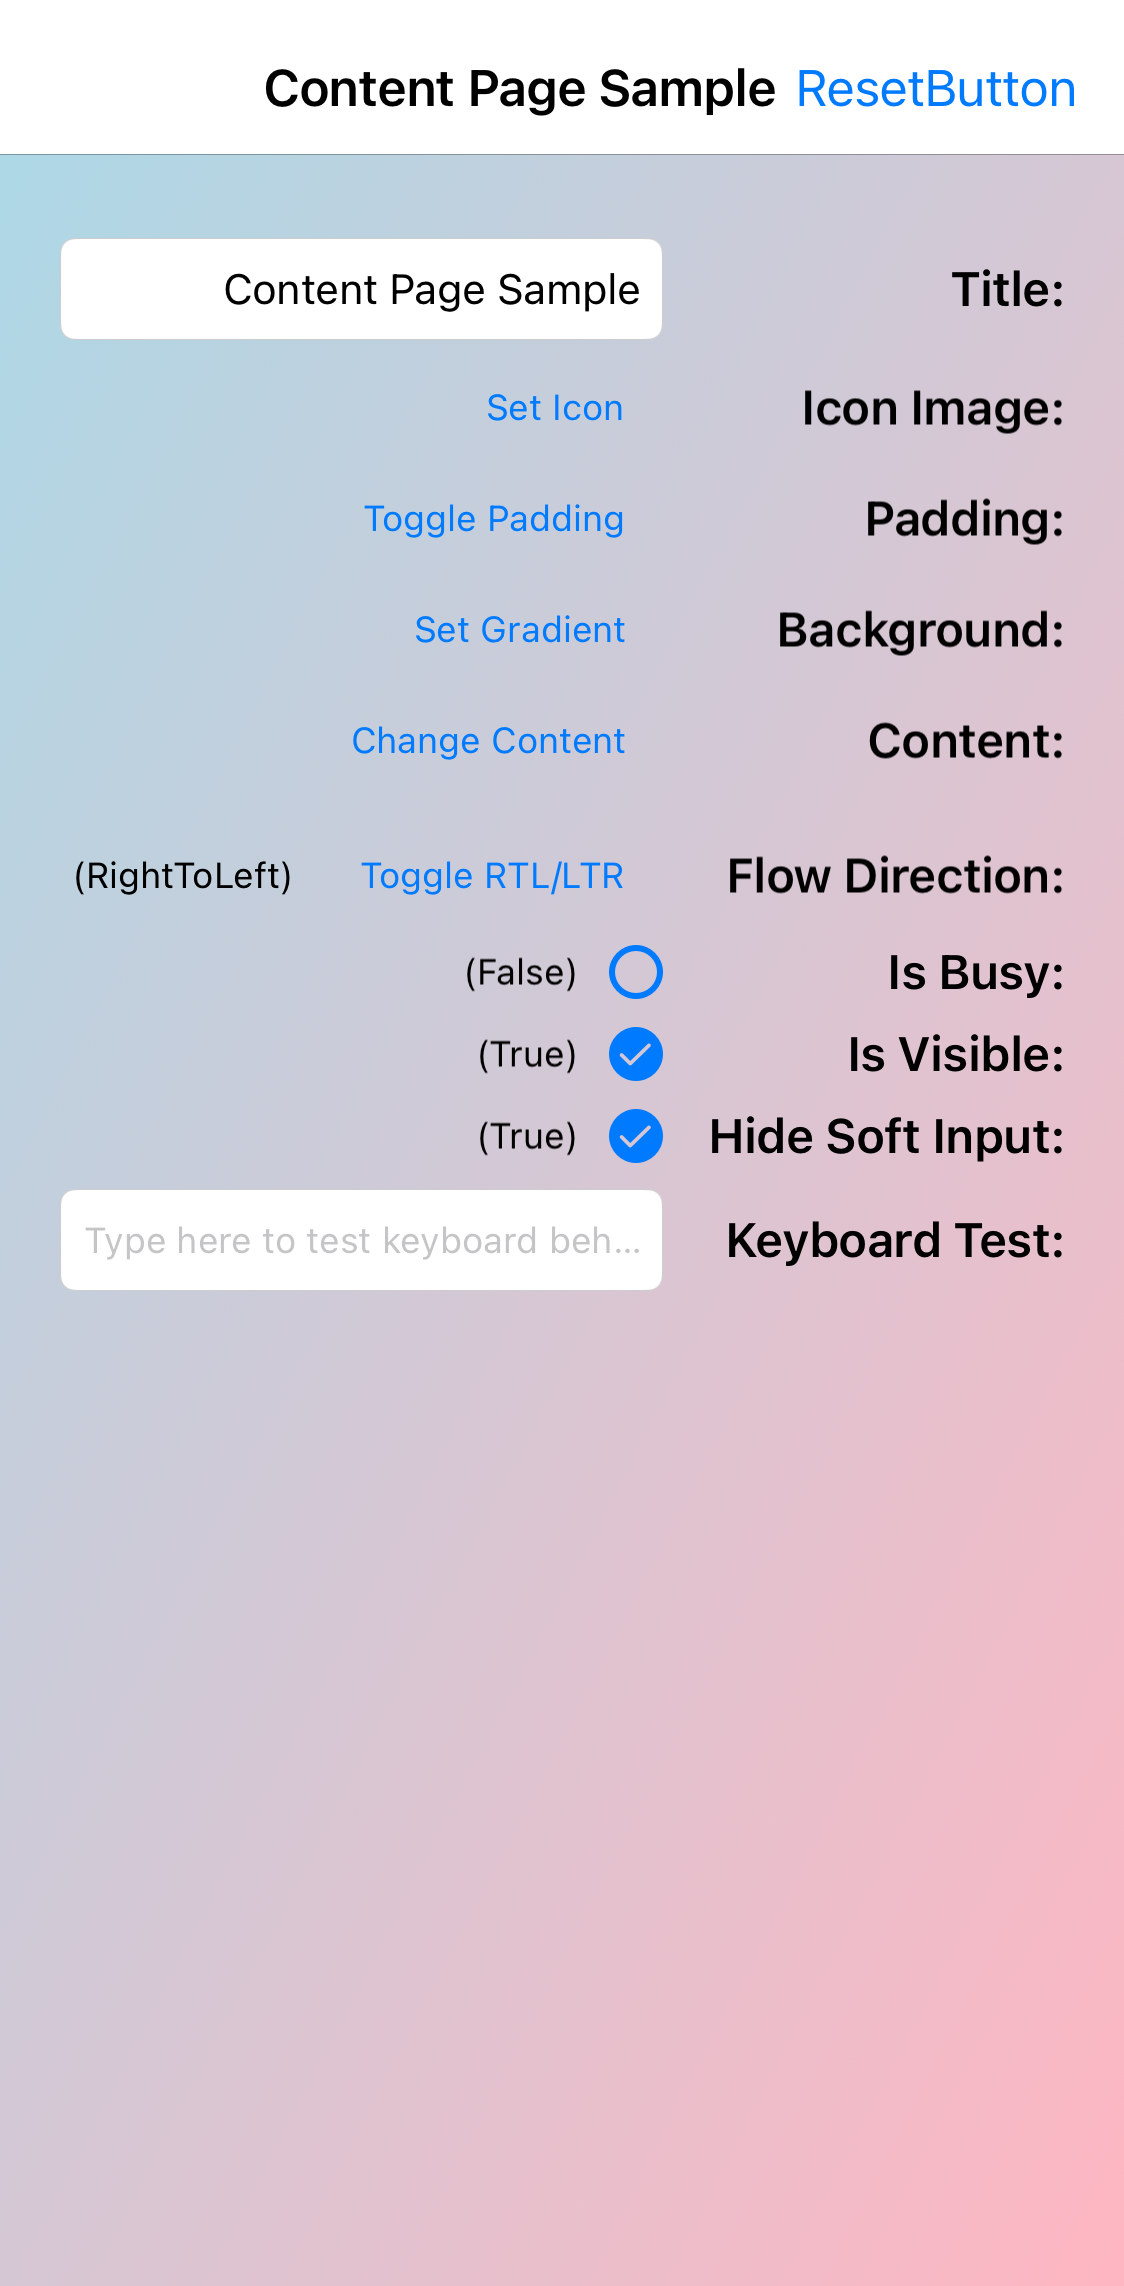 Content Page Sample ResetButton
Title: Content Page Sample
Icon Image: Set Icon
Padding: Toggle Padding
Background: Set Gradient
Content: Change Content
Flow Direction: Toggle RTL/LTR (RightToLeft)
Is Busy: (False)
Is Visible: (True)
Hide Soft Input: (True)
Keyboard Test: Type here to test keyboard beh...